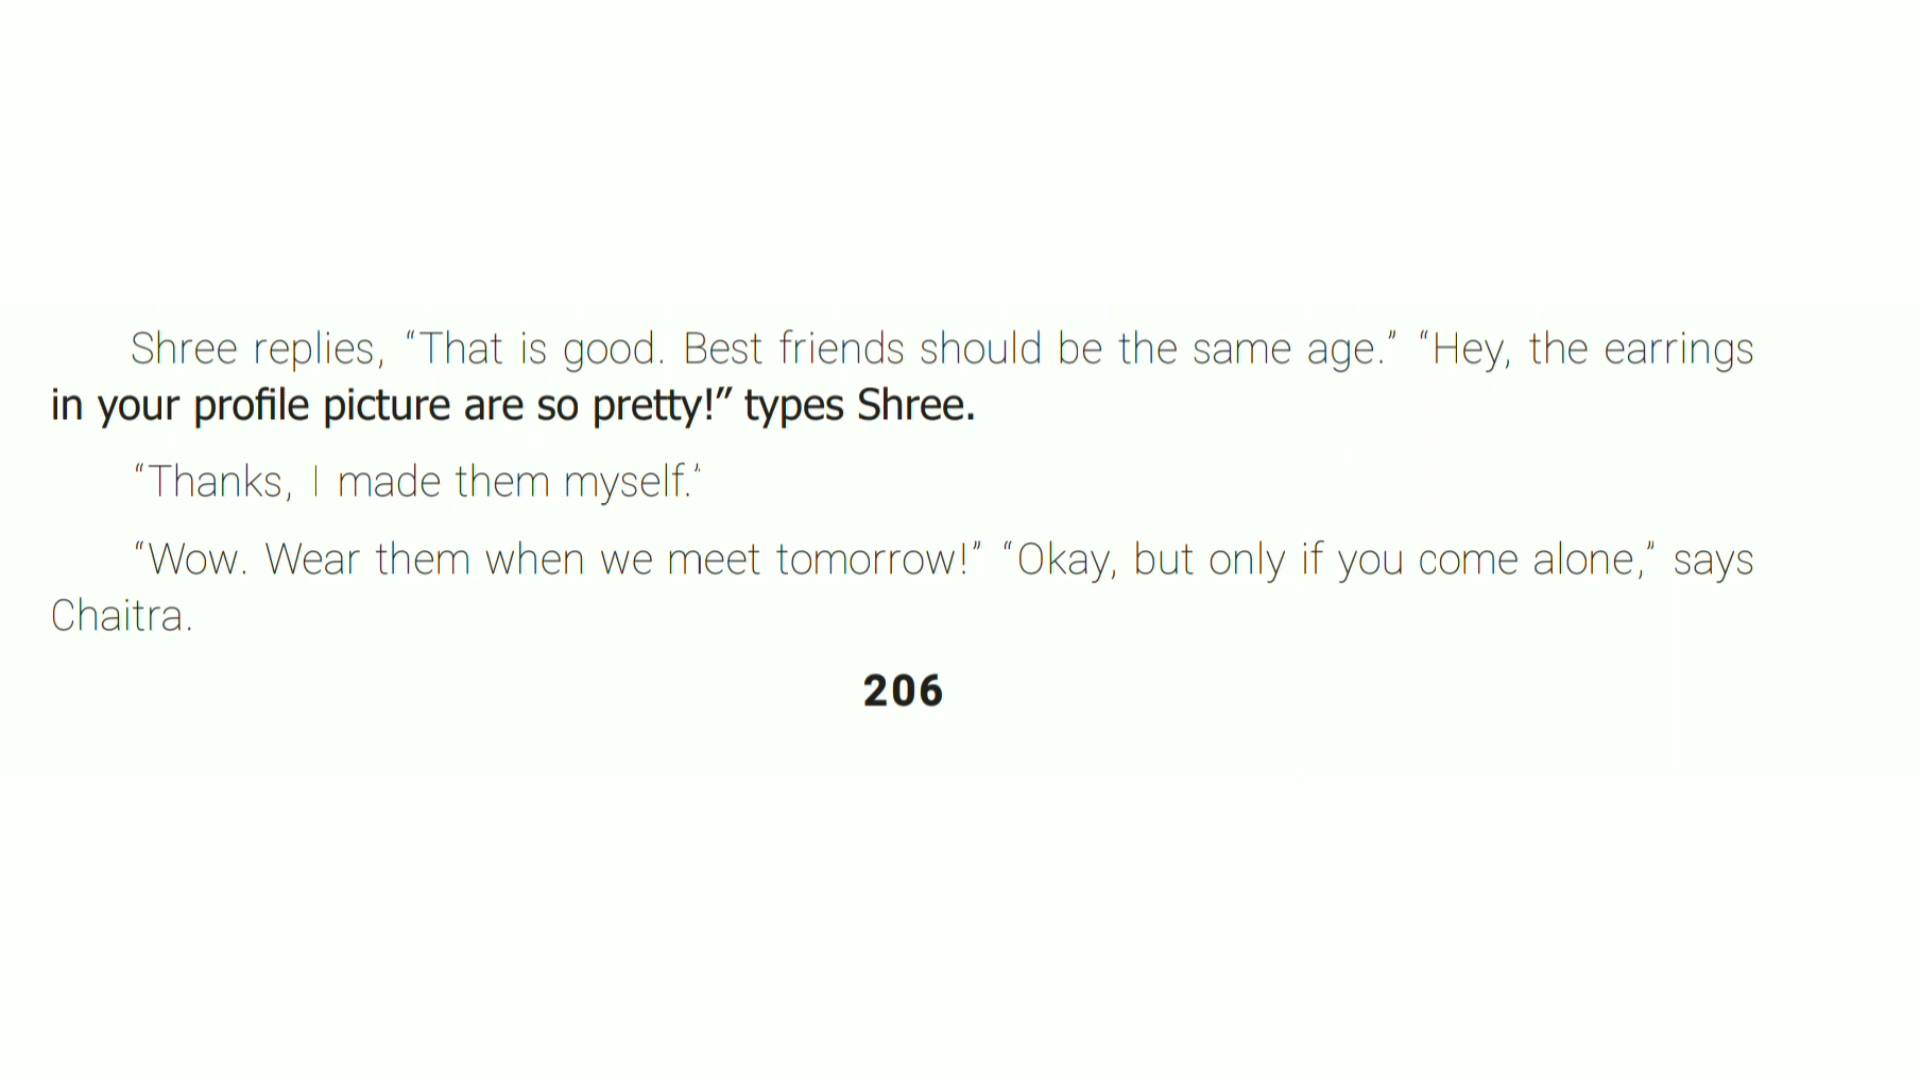 Shree replies, “That is good. Best friends should be the same age.” “Hey, the earrings
in your profile picture are so pretty!” types Shree.
“Thanks, I made them myself.”
“Wow. Wear them when we meet tomorrow!” “Okay, but only if you come alone,” says
Chaitra.
206